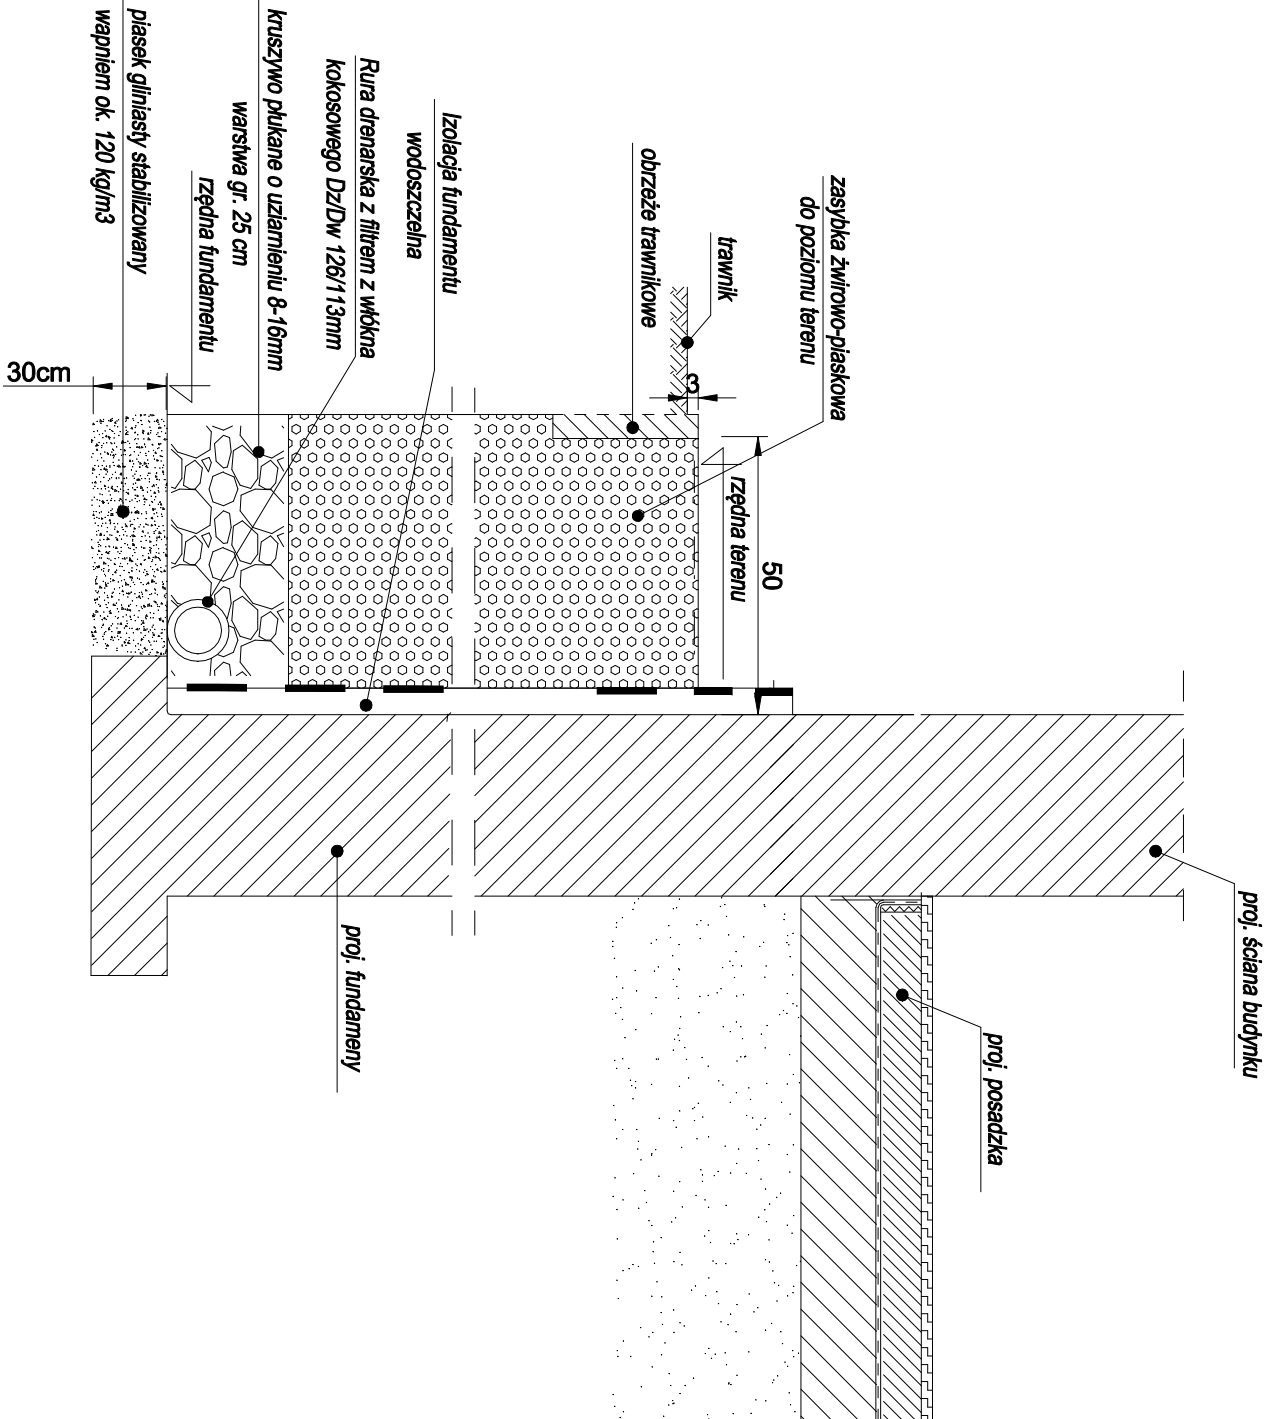 proj. ściana budynku
proj. posadzka
zasybka żwirowo-piaskowa
do poziomu terenu
trawnik
obrzeże trawnikowe
3
50
rzędna terenu
Izolacja fundamentu
wodoszczelna
Rura drenarska z filtrem z włókna
kokosowego Dz/Dw 126/113mm
kruszywo płukane o uziarnieniu 8-16mm
warstwa gr. 25 cm
rzędna fundamentu
piasek gliniasty stabilizowany
wapniem ok. 120 kg/m3
30cm
proj. fundameny